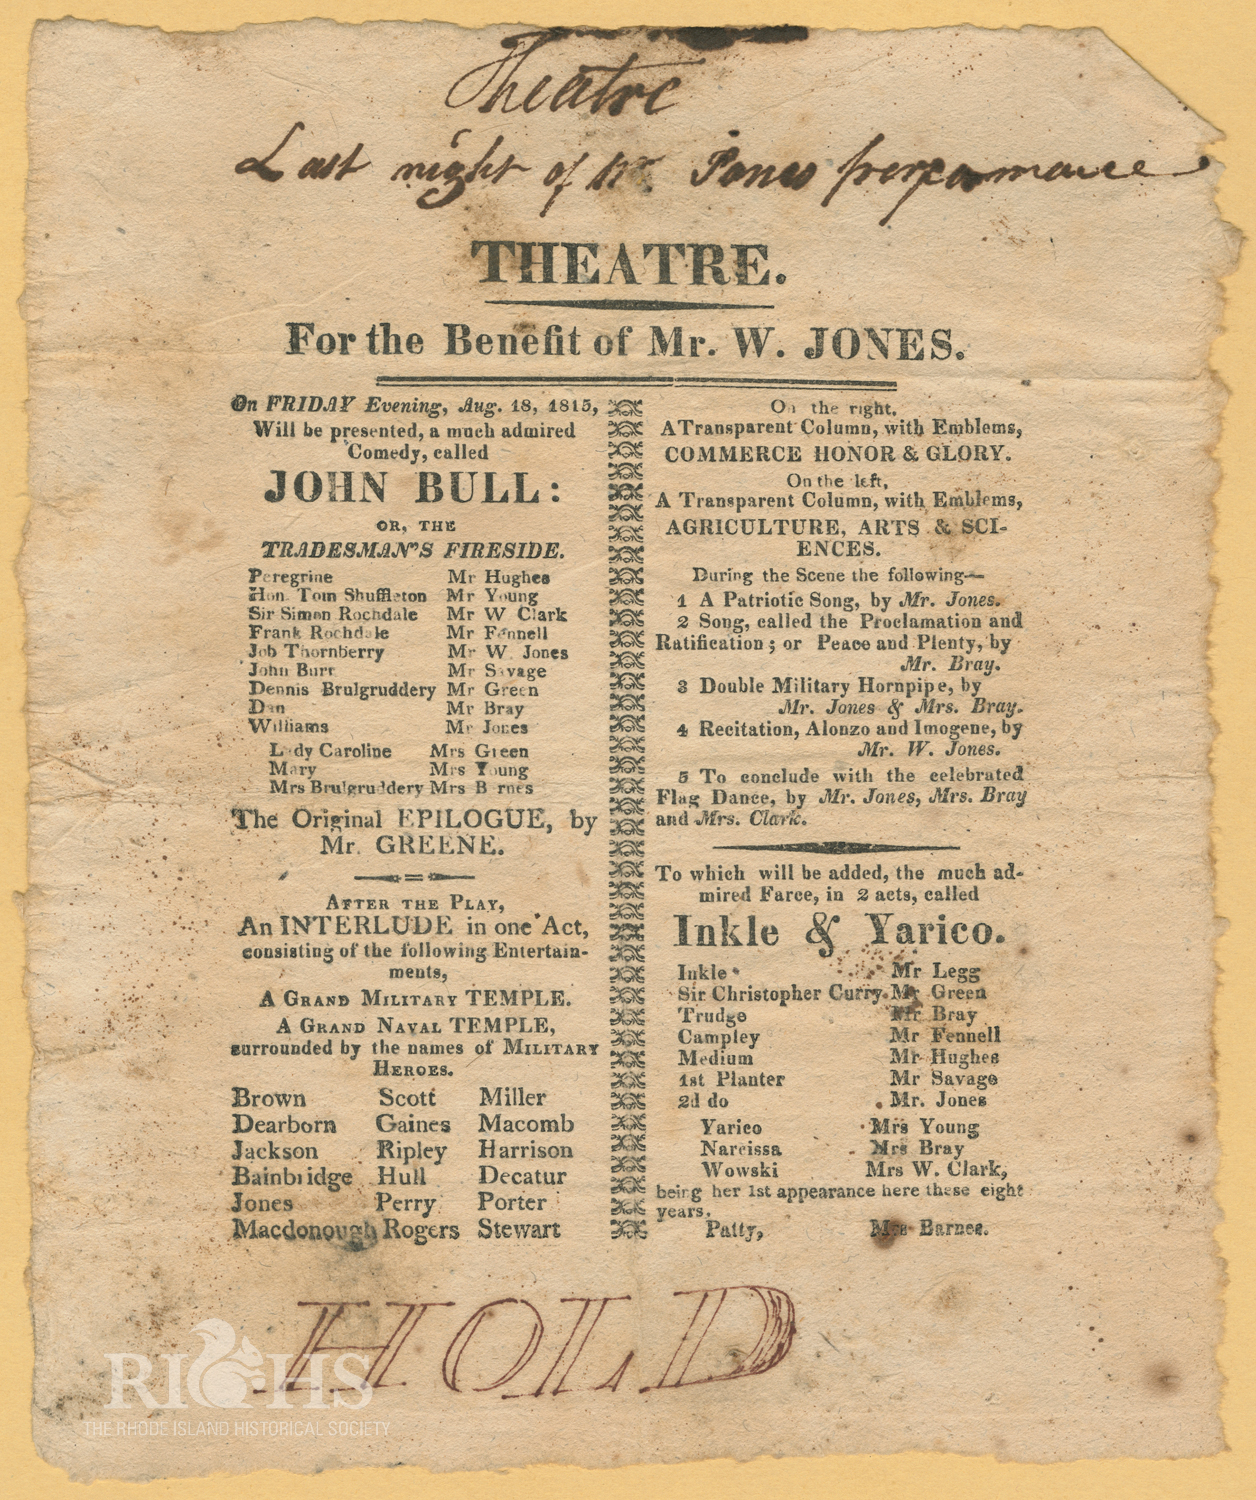 Theatre
Last night of Mr. Jones performance
THEATRE.
For the Benefit of Mr. W. JONES.
On FRIDAY Evening, Aug. 18, 1815,
Will be presented, a much admired
Comedy, called
JOHN BULL:
OR, THE
TRADESMAN'S FIRESIDE.
Peregrine Mr Hughes
Hon. Tom Shuffleton Mr Young
Sir Simon Rochdale Mr W Clark
Frank Rochdale Mr Fennell
Job Thornberry Mr W. Jones
John Burr Mr Savage
Dennis Brulgruddery Mr Green
Dan Mr Bray
Williams Mr Jones
Lady Caroline Mrs Green
Mary Mrs Young
Mrs Brulgruddery Mrs Barnes
The Original EPILOGUE, by
Mr. GREENE.
AFTER THE PLAY,
An INTERLUDE in one Act,
consisting of the following Entertain-
ments,
A GRAND MILITARY TEMPLE.
A GRAND NAVAL TEMPLE,
surrounded by the names of MILITARY
HEROES.
Brown Scott Miller
Dearborn Gaines Macomb
Jackson Ripley Harrison
Bainbridge Hull Decatur
Jones Perry Porter
Macdonough Rogers Stewart
On the right,
A Transparent Column, with Emblems,
COMMERCE HONOR & GLORY.
On the left,
A Transparent Column, with Emblems,
AGRICULTURE, ARTS & SCI-
ENCES.
During the Scene the following—
1 A Patriotic Song, by Mr. Jones.
2 Song, called the Proclamation and
Ratification; or Peace and Plenty, by
Mr. Bray.
3 Double Military Hornpipe, by
Mr. Jones & Mrs. Bray.
4 Recitation, Alonzo and Imogene, by
Mr. W. Jones.
5 To conclude with the celebrated
Flag Dance, by Mr. Jones, Mrs. Bray
and Mrs. Clark.
To which will be added, the much ad-
mired Farce, in 2 acts, called
Inkle & Yarico.
Inkle Mr Legg
Sir Christopher Curry. Mr Green
Trudge Mr Bray
Campley Mr Fennell
Medium Mr Hughes
1st Planter Mr Savage
2d do Mr. Jones
Yarico Mrs Young
Narcissa Mrs Bray
Wowski Mrs W. Clark,
being her 1st appearance here these eight
years.
Patty, Mrs Barnes.
HOLD
RIHS
THE RHODE ISLAND HISTORICAL SOCIETY